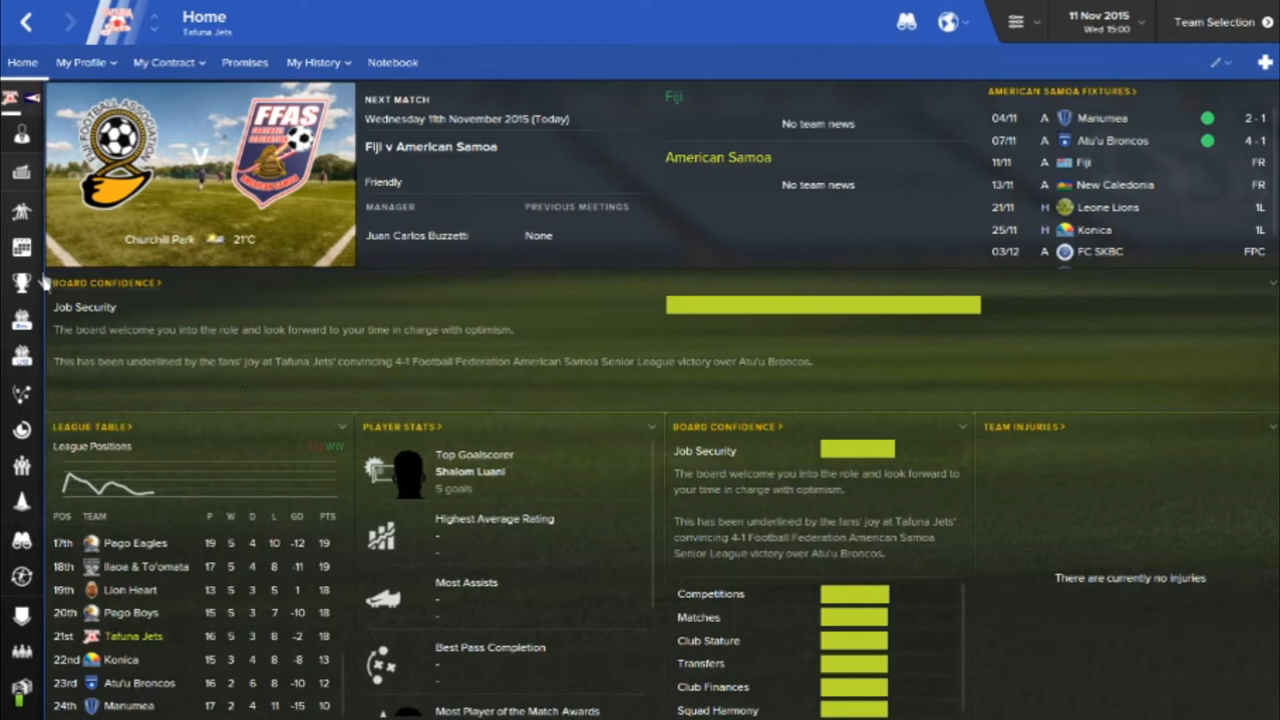 Home
Tafuna Jets
11 Nov 2015
Wed 15:00
Team Selection
Home
My Profile
My Contract
Promises
My History
Notebook
FIJI FOOTBALL ASSOCIATION
FFAS
V
Churchill Park
21°C
NEXT MATCH
Wednesday 11th November 2015 (Today)
Fiji v American Samoa
Friendly
MANAGER
PREVIOUS MEETINGS
Juan Carlos Buzzetti
None
Fiji
No team news
American Samoa
No team news
AMERICAN SAMOA FIXTURES>
04/11 A Manumea 2 - 1
07/11 A Atu'u Broncos 4 - 1
11/11 A Fiji FR
13/11 A New Caledonia FR
21/11 H Leone Lions 1L
25/11 H Konica 1L
03/12 A FC SKBC FPC
BOARD CONFIDENCE >
Job Security
The board welcome you into the role and look forward to your time in charge with optimism.
This has been underlined by the fans' joy at Tafuna Jets' convincing 4-1 Football Federation American Samoa Senior League victory over Atu'u Broncos.
LEAGUE TABLE>
League Positions
WW
POS TEAM P W D L GD PTS
17th Pago Eagles 19 5 4 10 -12 19
18th Ilaoa & To'omata 17 5 4 8 -11 19
19th Lion Heart 13 5 3 5 1 18
20th Pago Boys 15 5 3 7 -10 18
21st Tafuna Jets 16 5 3 8 -2 18
22nd Konica 15 3 4 8 -8 13
23rd Atu'u Broncos 16 2 6 8 -10 12
24th Manumea 17 2 4 11 -15 10
PLAYER STATS >
Top Goalscorer
Shalom Luani
5 goals
Highest Average Rating
-
-
Most Assists
-
-
Best Pass Completion
-
-
Most Player of the Match Awards
BOARD CONFIDENCE >
Job Security
The board welcome you into the role and look forward to
your time in charge with optimism.
This has been underlined by the fans' joy at Tafuna Jets'
convincing 4-1 Football Federation American Samoa
Senior League victory over Atu'u Broncos.
Competitions
Matches
Club Stature
Transfers
Club Finances
Squad Harmony
TEAM INJURIES>
There are currently no injuries